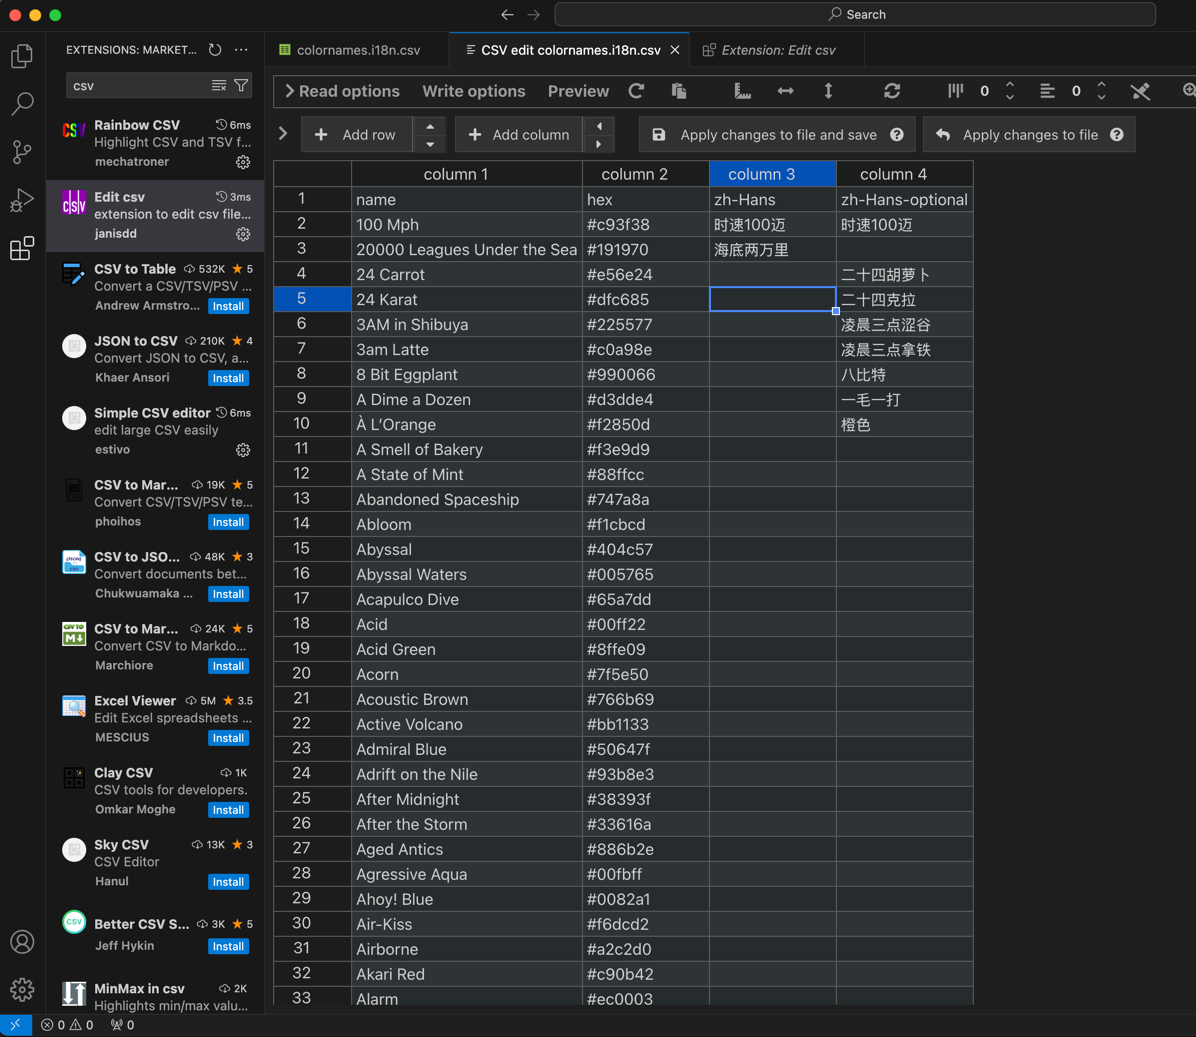 Search
EXTENSIONS: MARKET...
csv
Rainbow CSV 6ms
Highlight CSV and TSV f...
mechatroner
Edit csv 3ms
extension to edit csv file...
janisdd
CSV to Table 532K 5
Convert a CSV/TSV/PSV ...
Andrew Armstro... Install
JSON to CSV 210K 4
Convert JSON to CSV, a...
Khaer Ansori Install
Simple CSV editor 6ms
edit large CSV easily
estivo
CSV to Mar... 19K 5
Convert CSV/TSV/PSV te...
phoihos Install
CSV to JSO... 48K 3
Convert documents bet...
Chukwuamaka ... Install
CSV to Mar... 24K 5
Convert CSV to Markdo...
Marchiore Install
Excel Viewer 5M 3.5
Edit Excel spreadsheets ...
MESCIUS Install
Clay CSV 1K
CSV tools for developers.
Omkar Moghe Install
Sky CSV 13K 3
CSV Editor
Hanul Install
Better CSV S... 3K 5
Jeff Hykin Install
MinMax in csv 2K
Highlights min/max valu...
colornames.i18n.csv
CSV edit colornames.i18n.csv
Extension: Edit csv
Read options Write options Preview 0 0
Add row Add column Apply changes to file and save Apply changes to file
column 1 column 2 column 3 column 4
1 name hex zh-Hans zh-Hans-optional
2 100 Mph #c93f38 时速100迈 时速100迈
3 20000 Leagues Under the Sea #191970 海底两万里
4 24 Carrot #e56e24 二十四胡萝卜
5 24 Karat #dfc685 二十四克拉
6 3AM in Shibuya #225577 凌晨三点涩谷
7 3am Latte #c0a98e 凌晨三点拿铁
8 8 Bit Eggplant #990066 八比特
9 A Dime a Dozen #d3dde4 一毛一打
10 À L’Orange #f2850d 橙色
11 A Smell of Bakery #f3e9d9
12 A State of Mint #88ffcc
13 Abandoned Spaceship #747a8a
14 Abloom #f1cbcd
15 Abyssal #404c57
16 Abyssal Waters #005765
17 Acapulco Dive #65a7dd
18 Acid #00ff22
19 Acid Green #8ffe09
20 Acorn #7f5e50
21 Acoustic Brown #766b69
22 Active Volcano #bb1133
23 Admiral Blue #50647f
24 Adrift on the Nile #93b8e3
25 After Midnight #38393f
26 After the Storm #33616a
27 Aged Antics #886b2e
28 Agressive Aqua #00fbff
29 Ahoy! Blue #0082a1
30 Air-Kiss #f6dcd2
31 Airborne #a2c2d0
32 Akari Red #c90b42
33 Alarm #ec0003
0 0 0